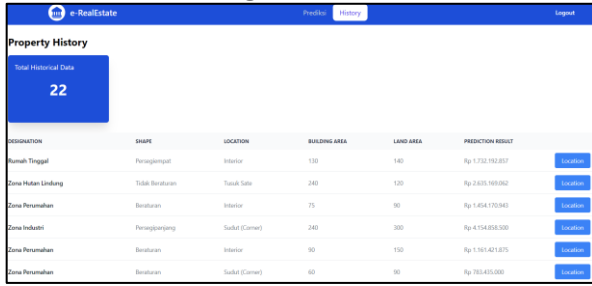 e-RealEstate Prediksi History Logout
Property History
Total Historical Data
22
DESIGNATION SHAPE LOCATION BUILDING AREA LAND AREA PREDICTION RESULT
Rumah Tinggal Persegiempat Interior 130 140 Rp 1.732.192.857 Location
Zona Hutan Lindung Tidak Beraturan Tusuk Sate 240 120 Rp 2.635.169.062 Location
Zona Perumahan Beraturan Interior 75 90 Rp 1.454.170.943 Location
Zona Industri Persegipanjang Sudut (Corner) 240 300 Rp 4.154.858.500 Location
Zona Perumahan Beraturan Interior 90 150 Rp 1.161.421.875 Location
Zona Perumahan Beraturan Sudut (Corner) 60 90 Rp 783.435.000 Location